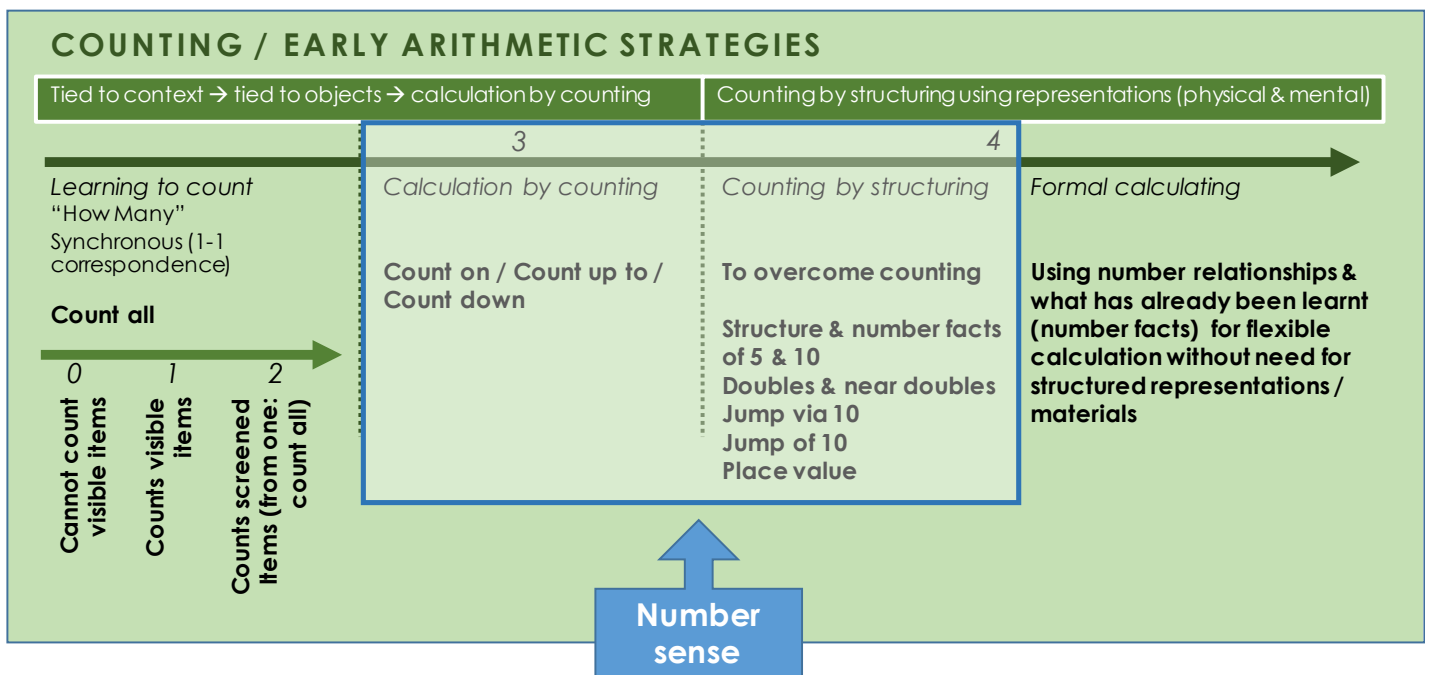 COUNTING / EARLY ARITHMETIC STRATEGIES
Tied to context → tied to objects → calculation by counting
Counting by structuring using representations (physical & mental)
3
4
Learning to count
“How Many”
Synchronous (1-1
correspondence)
Count all
0
1
2
Cannot count
visible items
Counts visible
items
Counts screened
Items (from one:
count all)
Calculation by counting
Count on / Count up to /
Count down
Counting by structuring
To overcome counting
Structure & number facts
of 5 & 10
Doubles & near doubles
Jump via 10
Jump of 10
Place value
Formal calculating
Using number relationships &
what has already been learnt
(number facts) for flexible
calculation without need for
structured representations /
materials
Number
sense